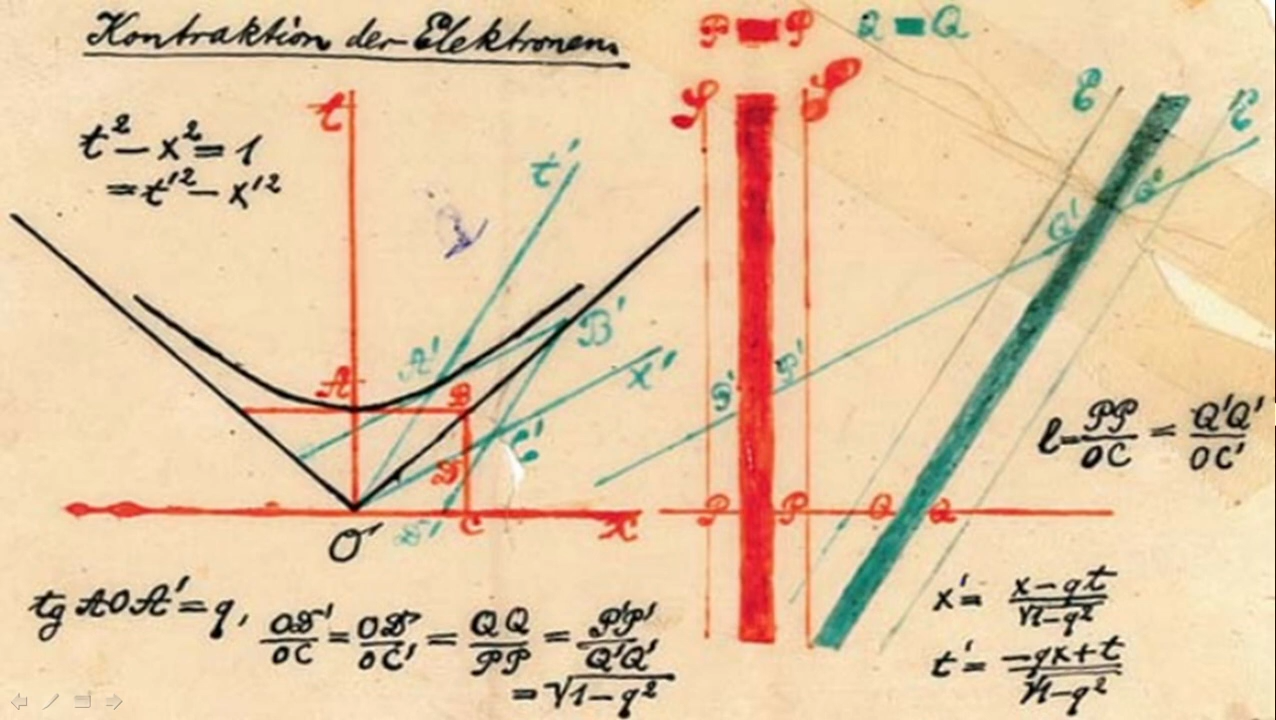 Kontraktion der Elektronen
t² − x² = 1
= t'² − x'²
P P
Q Q
t
t'
A
A'
B
B'
x'
D
C'
O
D'
C
x
P' P'
Q' Q'
P P
Q Q
l = PP/OC = Q'Q'/OC'
tg AOA' = q, OD'/OC = OD/OC' = QQ/PP = P'P'/Q'Q'
= √1−q²
x' = x−qt/√1−q²
t' = −qx+t/√1−q²